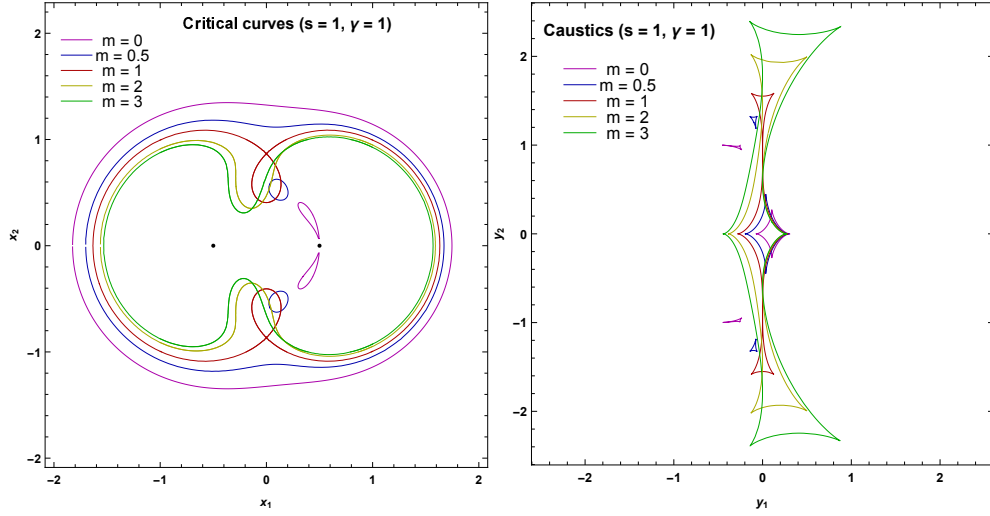 Critical curves (s = 1, γ = 1)
m = 0
m = 0.5
m = 1
m = 2
m = 3
2
1
0
−1
−2
x₂
−2
−1
0
1
2
x₁
Caustics (s = 1, γ = 1)
m = 0
m = 0.5
m = 1
m = 2
m = 3
2
1
0
−1
−2
y₂
−2
−1
0
1
2
y₁